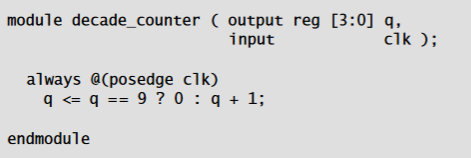 module decade_counter ( output reg [3:0] q,
                        input            clk );
  always @(posedge clk)
    q <= q == 9 ? 0 : q + 1;
endmodule